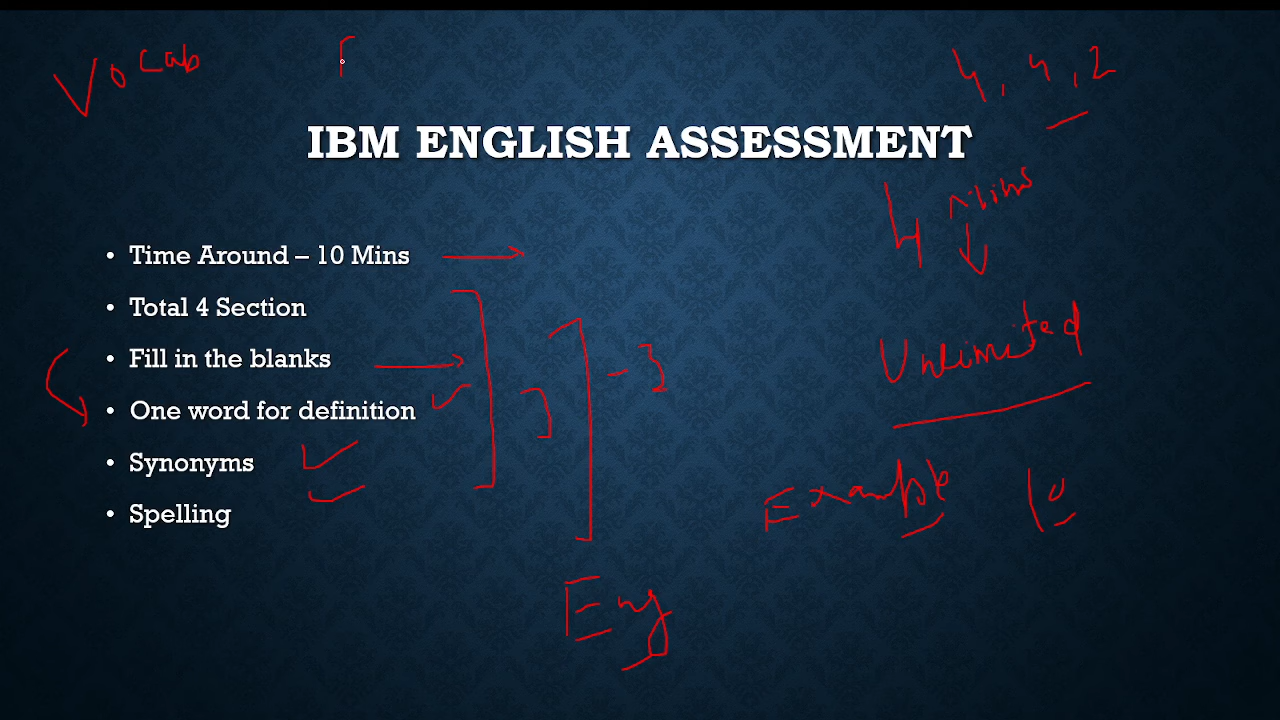 Vocab
4, 4, 2
IBM ENGLISH ASSESSMENT
4 mins
• Time Around – 10 Mins
• Total 4 Section
Unlimited
• Fill in the blanks
- 3
• One word for definition
• Synonyms
Example 10
• Spelling
Eng